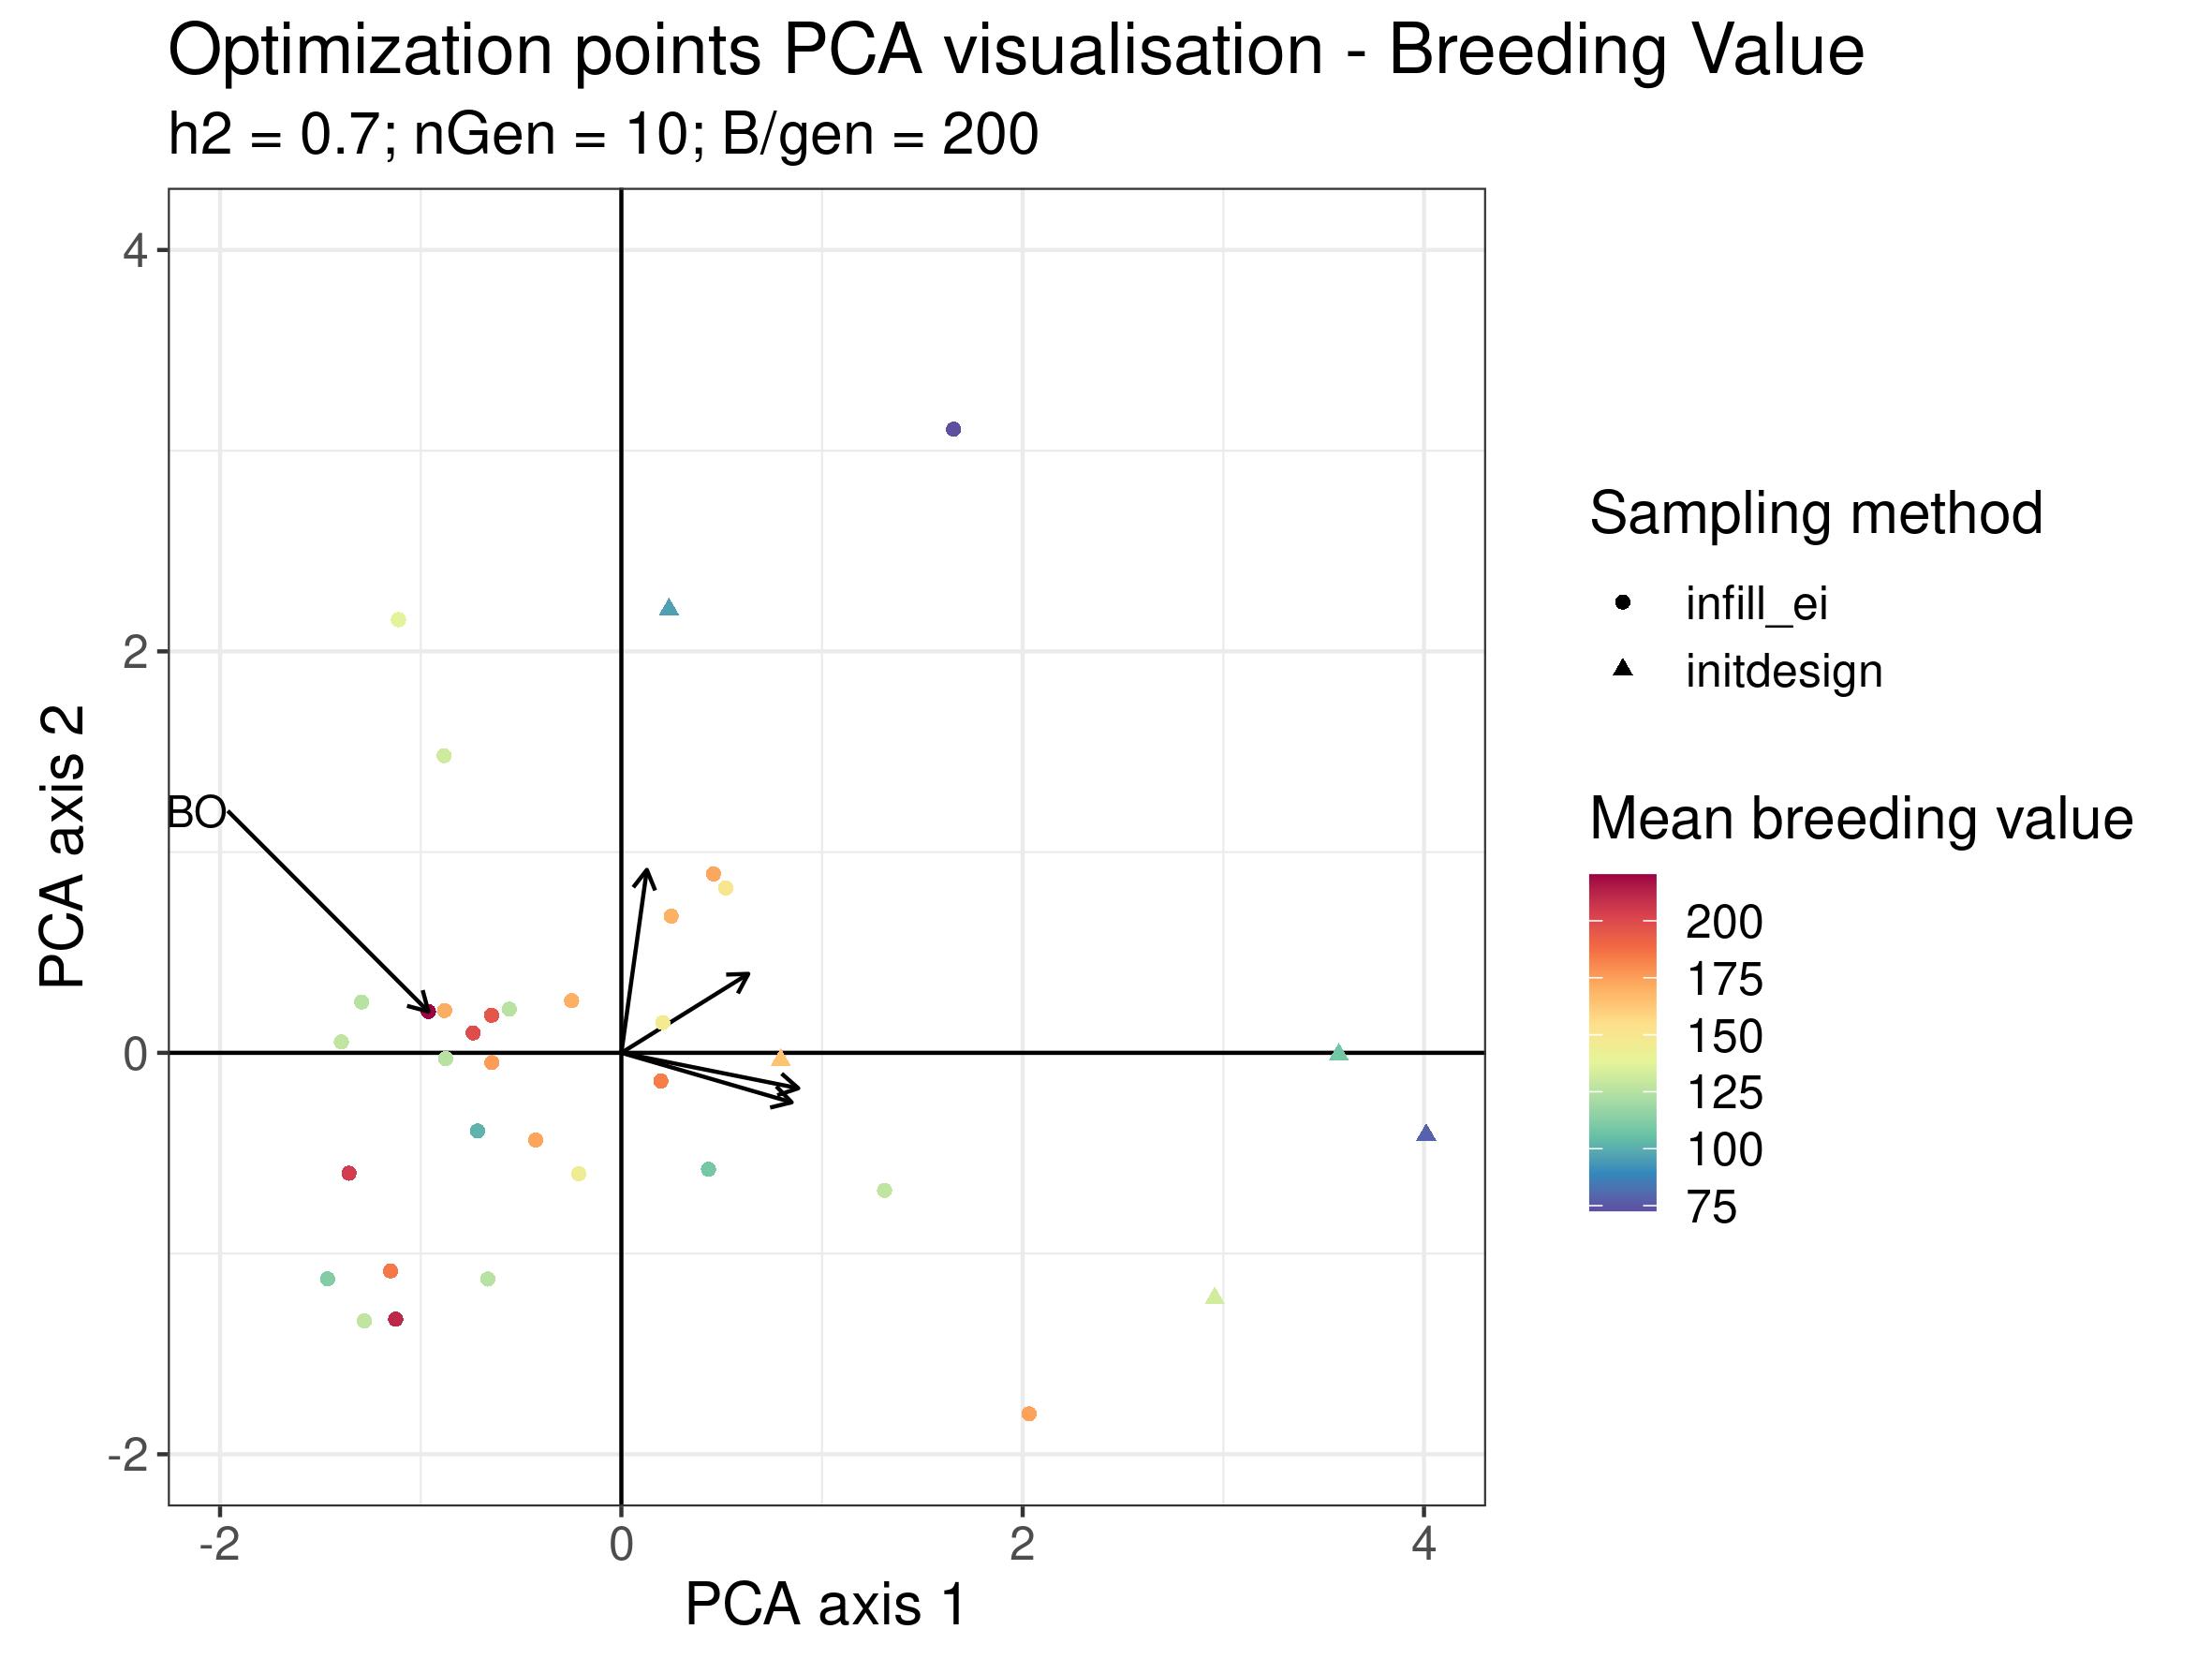 Optimization points PCA visualisation - Breeding Value
h2 = 0.7; nGen = 10; B/gen = 200
4
2
0
-2
PCA axis 2
BO
-2
0
2
4
PCA axis 1
Sampling method
infill_ei
initdesign
Mean breeding value
200
175
150
125
100
75